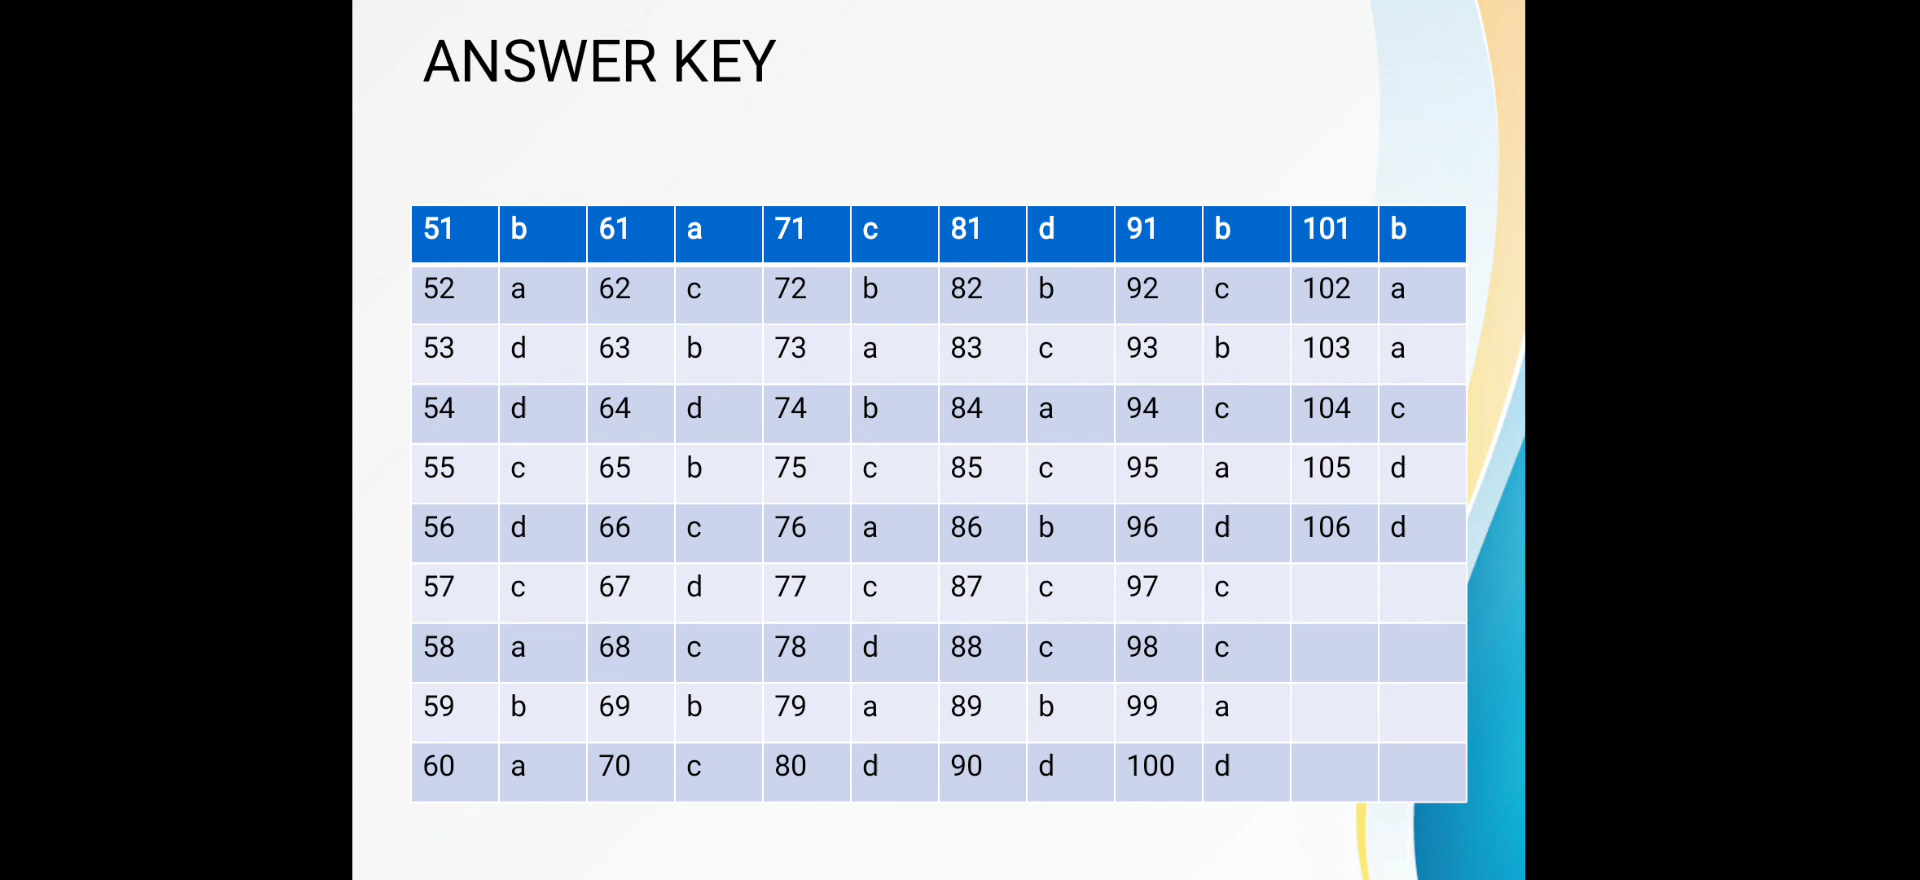 ANSWER KEY
51 b 61 a 71 c 81 d 91 b 101 b
52 a 62 c 72 b 82 b 92 c 102 a
53 d 63 b 73 a 83 c 93 b 103 a
54 d 64 d 74 b 84 a 94 c 104 c
55 c 65 b 75 c 85 c 95 a 105 d
56 d 66 c 76 a 86 b 96 d 106 d
57 c 67 d 77 c 87 c 97 c
58 a 68 c 78 d 88 c 98 c
59 b 69 b 79 a 89 b 99 a
60 a 70 c 80 d 90 d 100 d